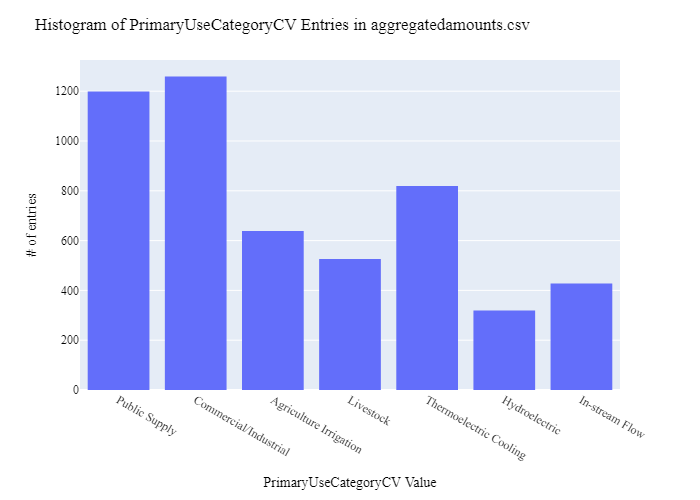 Histogram of PrimaryUseCategoryCV Entries in aggregatedamounts.csv
# of entries
1200
1000
800
600
400
200
0
Public Supply
Commercial/Industrial
Agriculture Irrigation
Livestock
Thermoelectric Cooling
Hydroelectric
In-stream Flow
PrimaryUseCategoryCV Value